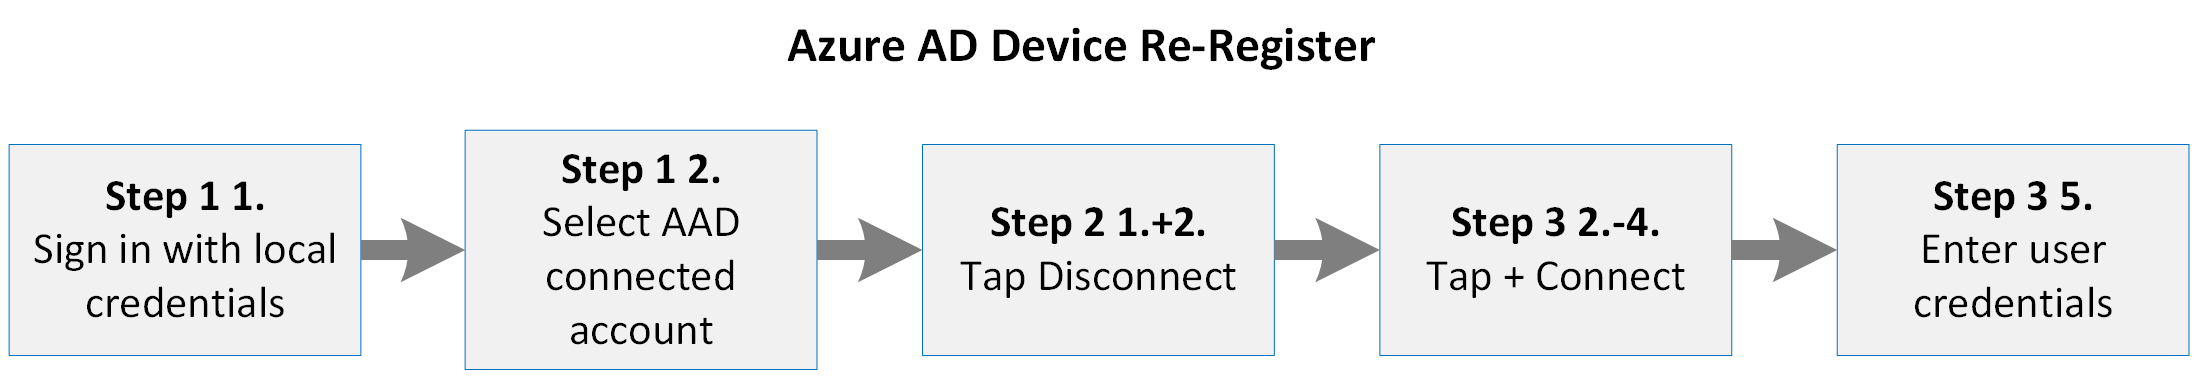 Azure AD Device Re-Register
Step 1 1.
Sign in with local
credentials
Step 1 2.
Select AAD
connected
account
Step 2 1.+2.
Tap Disconnect
Step 3 2.-4.
Tap + Connect
Step 3 5.
Enter user
credentials